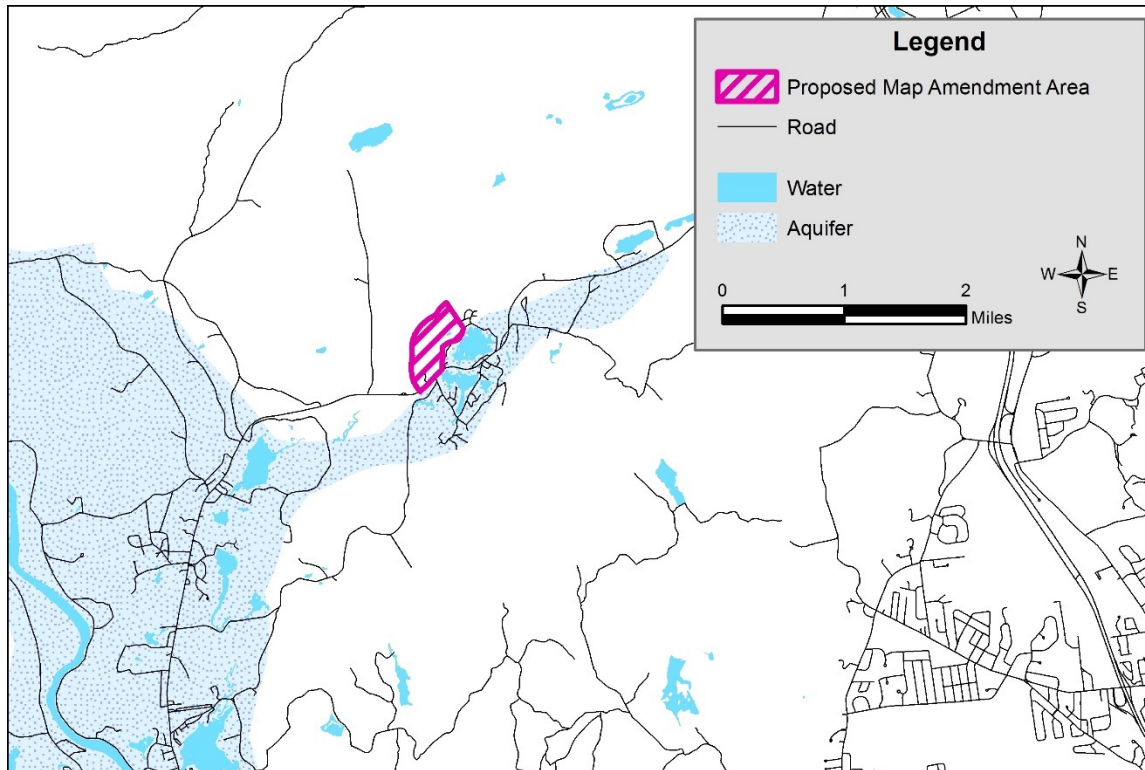 Legend
Proposed Map Amendment Area
Road
Water
Aquifer
N
W E
S
0 1 2
Miles